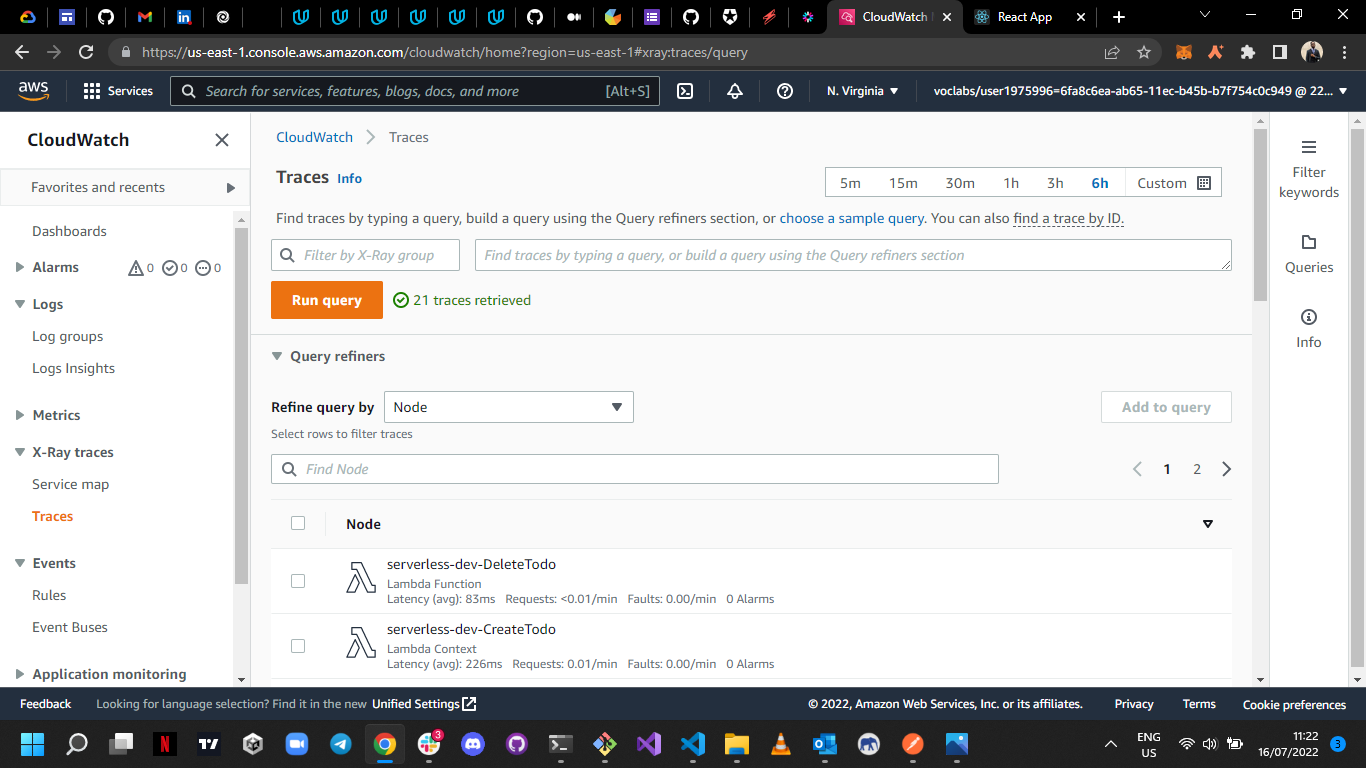 CloudWatch
React App
https://us-east-1.console.aws.amazon.com/cloudwatch/home?region=us-east-1#xray:traces/query
aws
Services
Search for services, features, blogs, docs, and more
[Alt+S]
N. Virginia
voclabs/user1975996=6fa8c6ea-ab65-11ec-b45b-b7f754c0c949 @ 22...
CloudWatch
Favorites and recents
Dashboards
Alarms
0
0
0
Logs
Log groups
Logs Insights
Metrics
X-Ray traces
Service map
Traces
Events
Rules
Event Buses
Application monitoring
CloudWatch
Traces
Traces
Info
5m
15m
30m
1h
3h
6h
Custom
Find traces by typing a query, build a query using the Query refiners section, or choose a sample query. You can also find a trace by ID.
Filter by X-Ray group
Find traces by typing a query, or build a query using the Query refiners section
Run query
21 traces retrieved
Query refiners
Refine query by
Node
Add to query
Select rows to filter traces
Find Node
1
2
Node
serverless-dev-DeleteTodo
Lambda Function
Latency (avg): 83ms Requests: <0.01/min Faults: 0.00/min 0 Alarms
serverless-dev-CreateTodo
Lambda Context
Latency (avg): 226ms Requests: 0.01/min Faults: 0.00/min 0 Alarms
Filter
keywords
Queries
Info
Feedback
Looking for language selection? Find it in the new Unified Settings
© 2022, Amazon Web Services, Inc. or its affiliates.
Privacy
Terms
Cookie preferences
N
3
ENG
US
11:22
16/07/2022
3